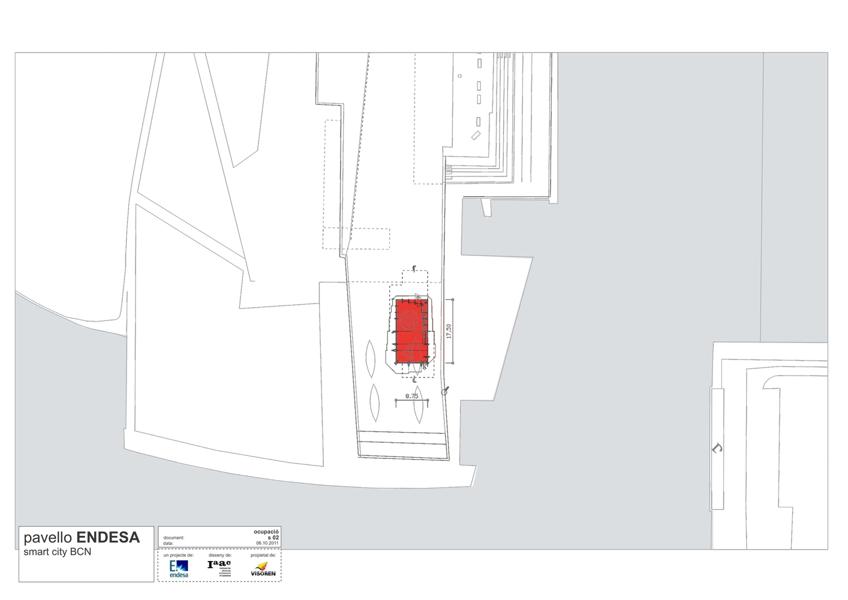 17,50
8,75
pavello ENDESA
smart city BCN
ocupació
document: s 02
data: 06.10.2011
un projecte de: disseny de: propietat de:
endesa
Iaac
VISOREN